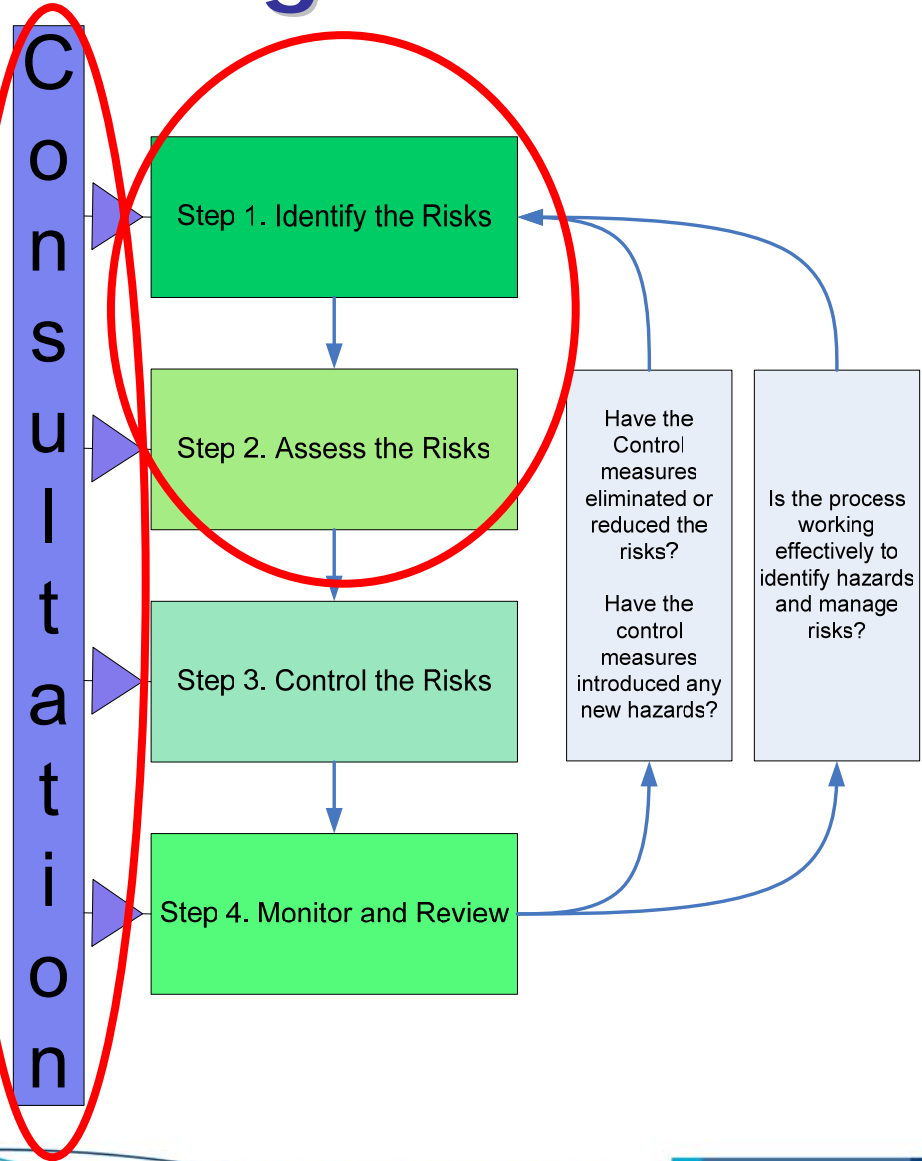 g
Consultation
Step 1. Identify the Risks
Step 2. Assess the Risks
Step 3. Control the Risks
Step 4. Monitor and Review
Have the
Control
measures
eliminated or
reduced the
risks?
Have the
control
measures
introduced any
new hazards?
Is the process
working
effectively to
identify hazards
and manage
risks?